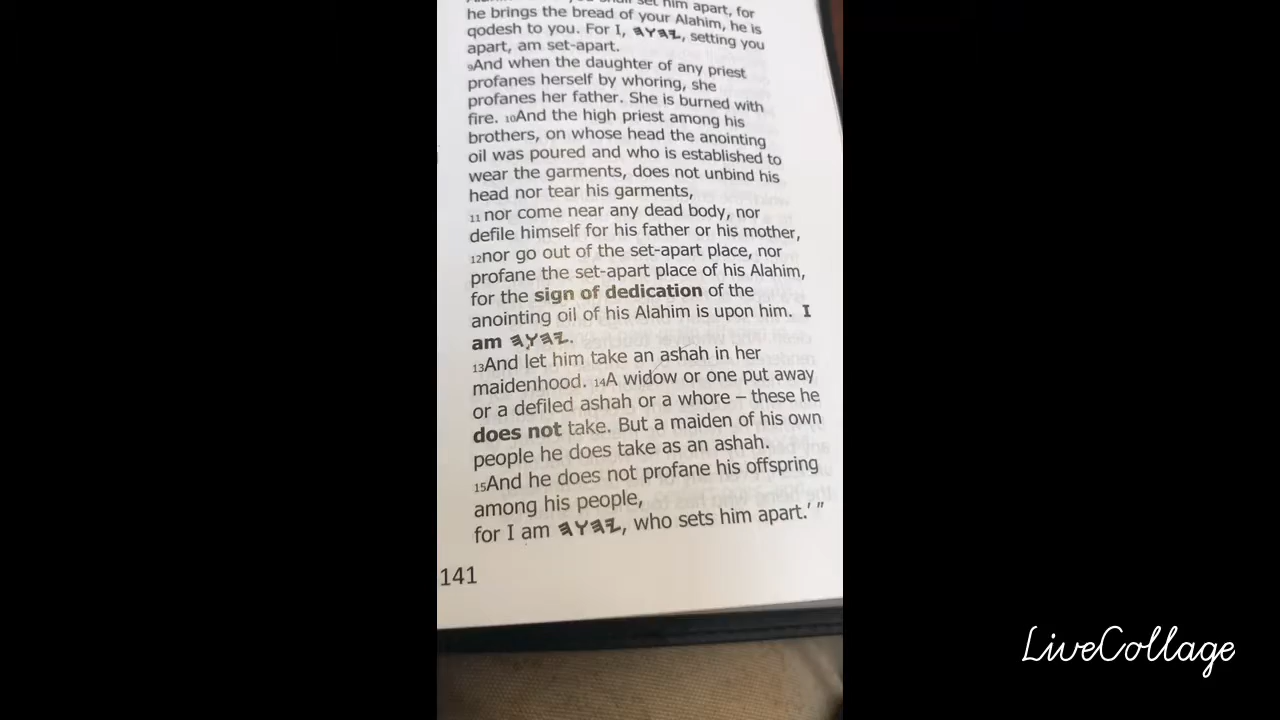 set him apart, for
he brings the bread of your Alahim, he is
qodesh to you. For I, 𐤉𐤄𐤅𐤄, setting you
apart, am set-apart.
9And when the daughter of any priest
profanes herself by whoring, she
profanes her father. She is burned with
fire. 10And the high priest among his
brothers, on whose head the anointing
oil was poured and who is established to
wear the garments, does not unbind his
head nor tear his garments,
11 nor come near any dead body, nor
defile himself for his father or his mother,
12nor go out of the set-apart place, nor
profane the set-apart place of his Alahim,
for the sign of dedication of the
anointing oil of his Alahim is upon him. I
am 𐤉𐤄𐤅𐤄.
13And let him take an ashah in her
maidenhood. 14A widow or one put away
or a defiled ashah or a whore – these he
does not take. But a maiden of his own
people he does take as an ashah.
15And he does not profane his offspring
among his people,
for I am 𐤉𐤄𐤅𐤄, who sets him apart.’ ”
141
LiveCollage